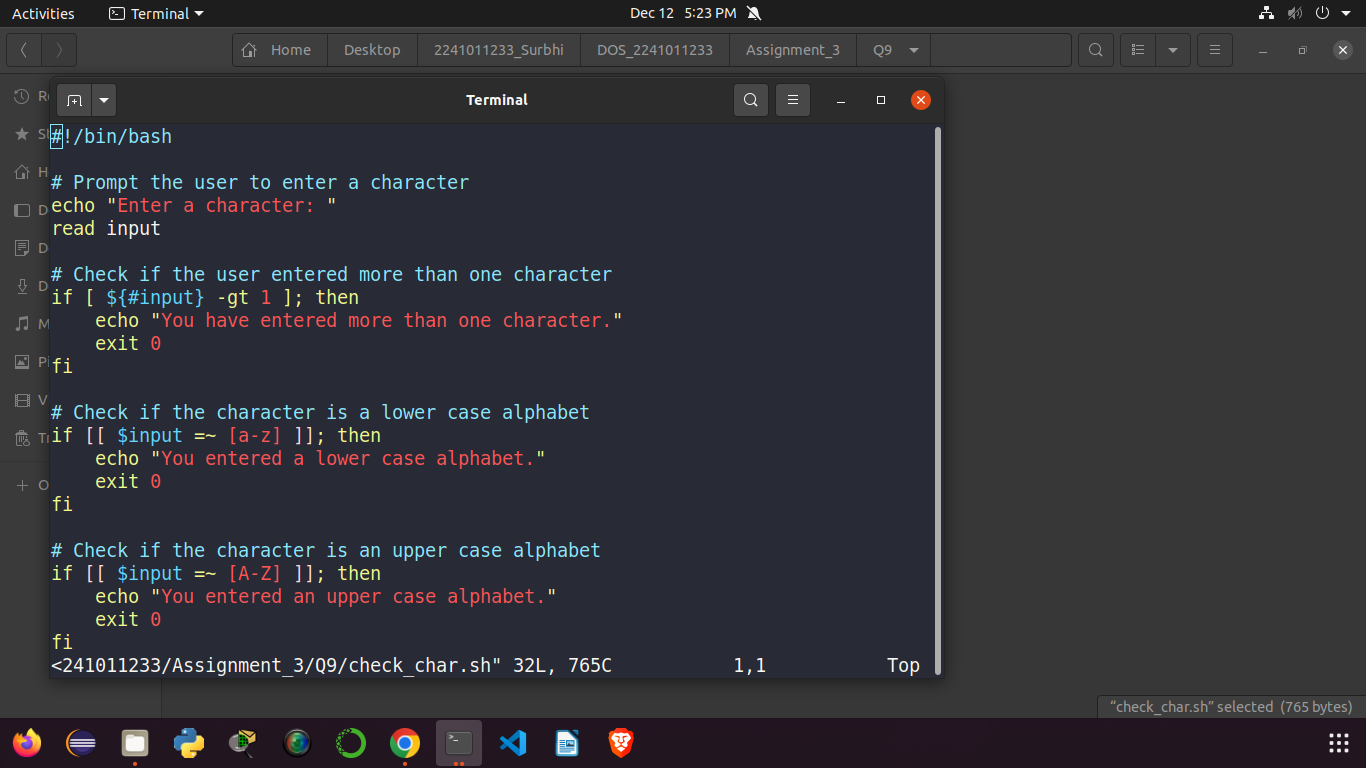 Activities
Terminal
Dec 12 5:23 PM
Home
Desktop
2241011233_Surbhi
DOS_2241011233
Assignment_3
Q9
Terminal
#!/bin/bash
# Prompt the user to enter a character
echo "Enter a character: "
read input
# Check if the user entered more than one character
if [ ${#input} -gt 1 ]; then
echo "You have entered more than one character."
exit 0
fi
# Check if the character is a lower case alphabet
if [[ $input =~ [a-z] ]]; then
echo "You entered a lower case alphabet."
exit 0
fi
# Check if the character is an upper case alphabet
if [[ $input =~ [A-Z] ]]; then
echo "You entered an upper case alphabet."
exit 0
fi
<241011233/Assignment_3/Q9/check_char.sh" 32L, 765C 1,1 Top
"check_char.sh" selected (765 bytes)